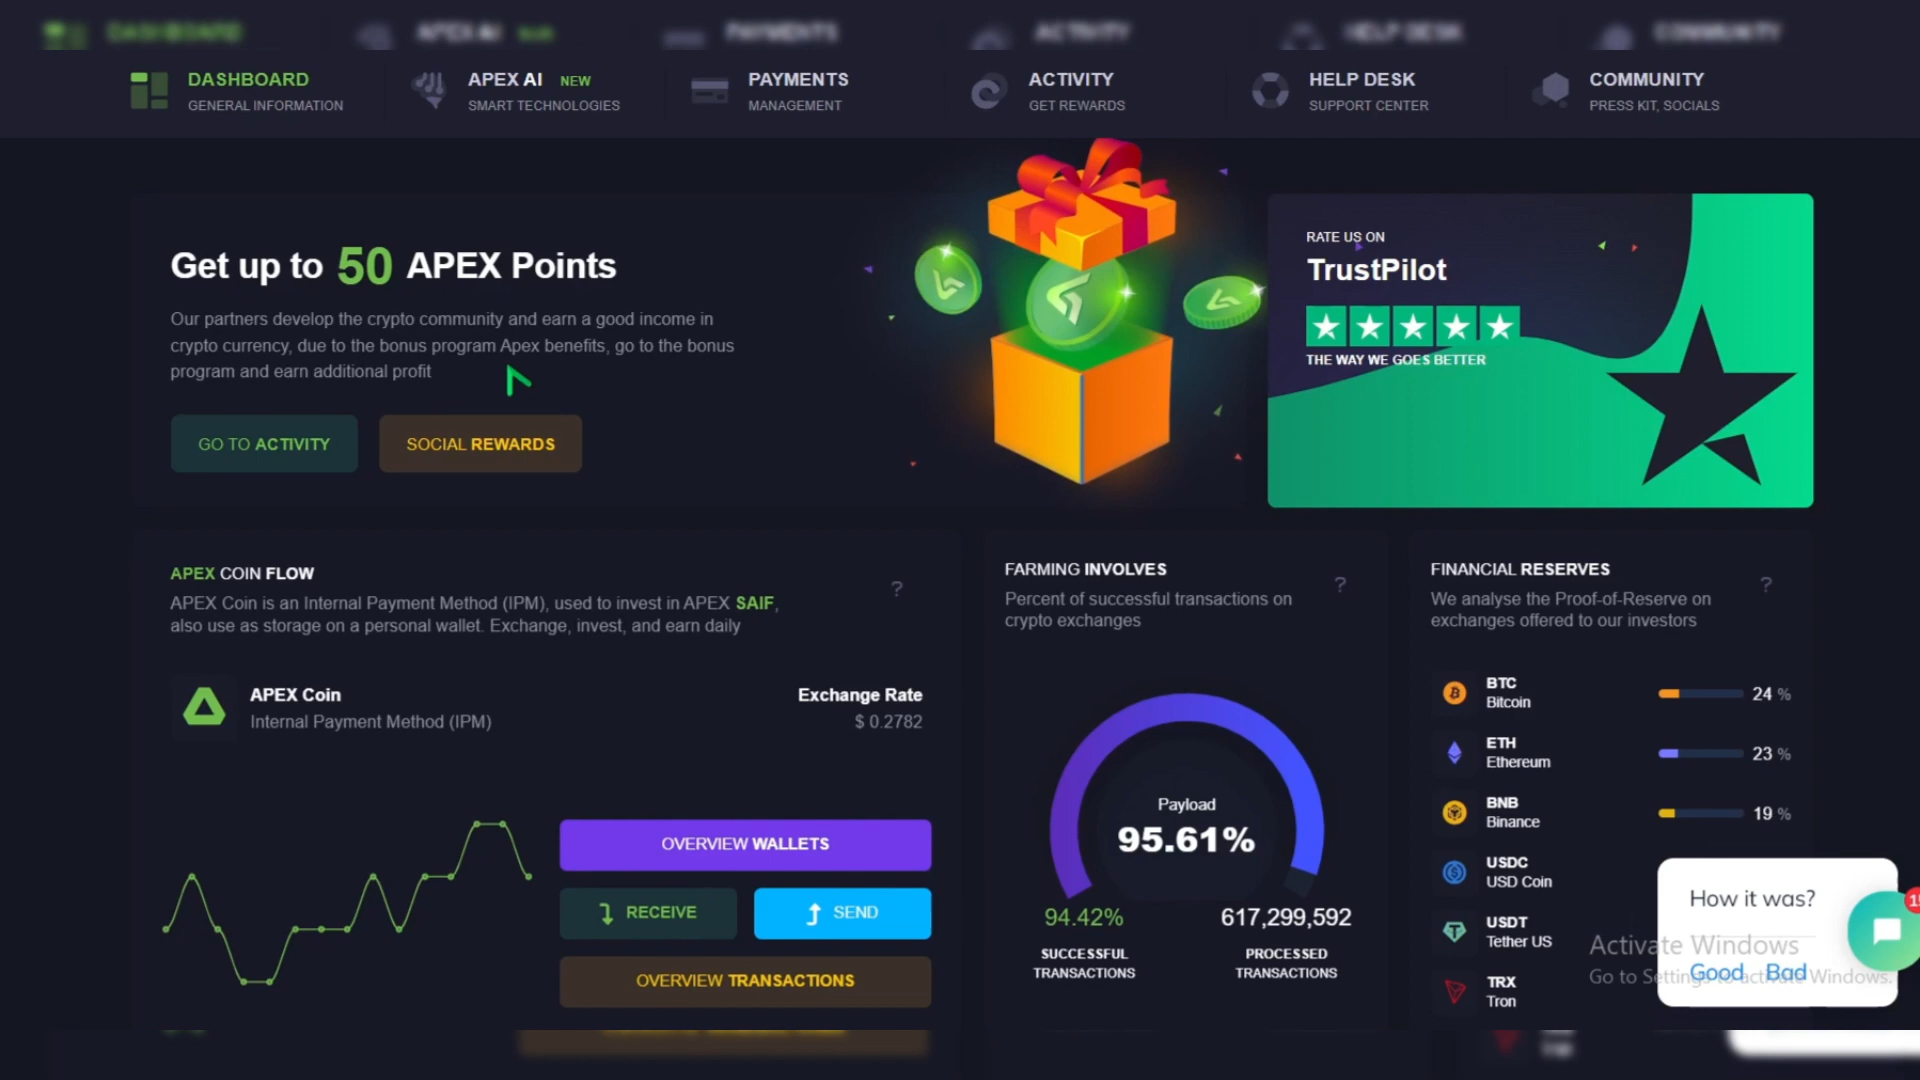 DASHBOARD
GENERAL INFORMATION
APEX AI NEW
SMART TECHNOLOGIES
PAYMENTS
MANAGEMENT
ACTIVITY
GET REWARDS
HELP DESK
SUPPORT CENTER
COMMUNITY
PRESS KIT, SOCIALS
Get up to 50 APEX Points
Our partners develop the crypto community and earn a good income in
crypto currency, due to the bonus program Apex benefits, go to the bonus
program and earn additional profit
GO TO ACTIVITY
SOCIAL REWARDS
RATE US ON
TrustPilot
THE WAY WE GOES BETTER
APEX COIN FLOW
?
APEX Coin is an Internal Payment Method (IPM), used to invest in APEX SAIF,
also use as storage on a personal wallet. Exchange, invest, and earn daily
APEX Coin
Internal Payment Method (IPM)
Exchange Rate
$ 0.2782
OVERVIEW WALLETS
RECEIVE
SEND
OVERVIEW TRANSACTIONS
FARMING INVOLVES
?
Percent of successful transactions on
crypto exchanges
Payload
95.61%
94.42%
SUCCESSFUL
TRANSACTIONS
617,299,592
PROCESSED
TRANSACTIONS
FINANCIAL RESERVES
?
We analyse the Proof-of-Reserve on
exchanges offered to our investors
BTC
Bitcoin
24 %
ETH
Ethereum
23 %
BNB
Binance
19 %
USDC
USD Coin
USDT
Tether US
TRX
Tron
How it was?
Good Bad
Activate Windows
Go to Settings to activate Windows.